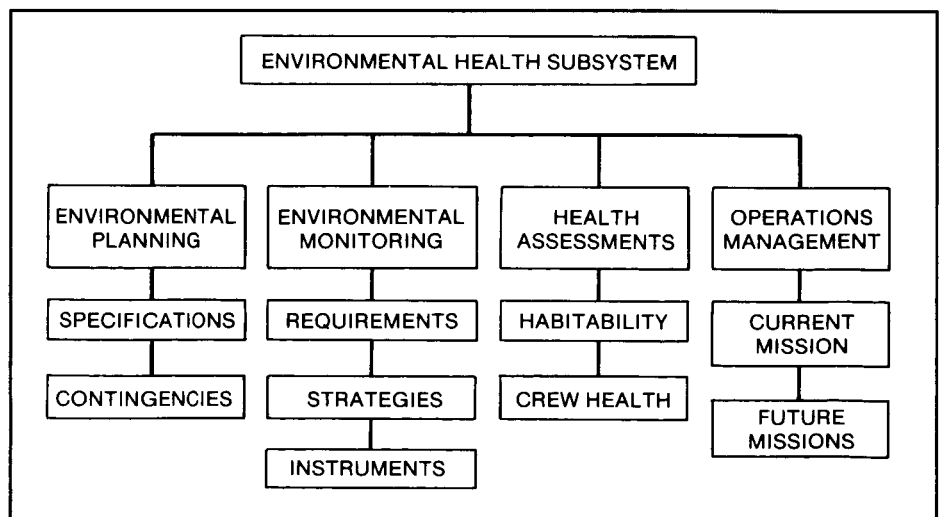 ENVIRONMENTAL HEALTH SUBSYSTEM
ENVIRONMENTAL
PLANNING
SPECIFICATIONS
CONTINGENCIES
ENVIRONMENTAL
MONITORING
REQUIREMENTS
STRATEGIES
INSTRUMENTS
HEALTH
ASSESSMENTS
HABITABILITY
CREW HEALTH
OPERATIONS
MANAGEMENT
CURRENT
MISSION
FUTURE
MISSIONS